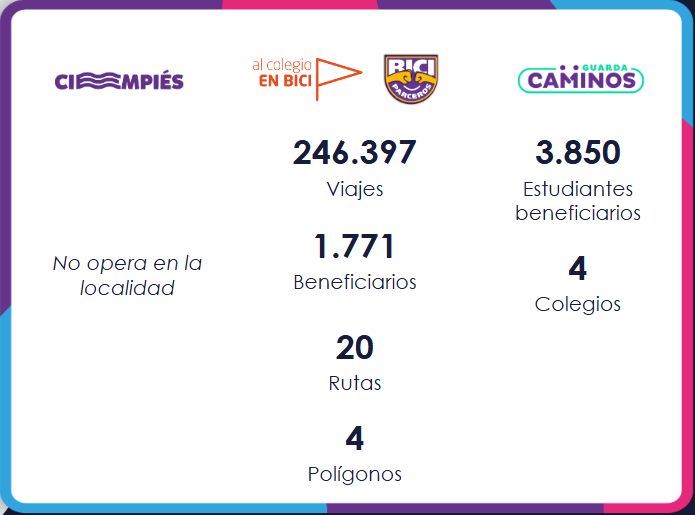 CIEMPIÉS
No opera en la
localidad
al colegio
EN BICI
BICI
PARCEROS
246.397
Viajes
1.771
Beneficiarios
20
Rutas
4
Polígonos
GUARDA
CAMINOS
3.850
Estudiantes
beneficiarios
4
Colegios